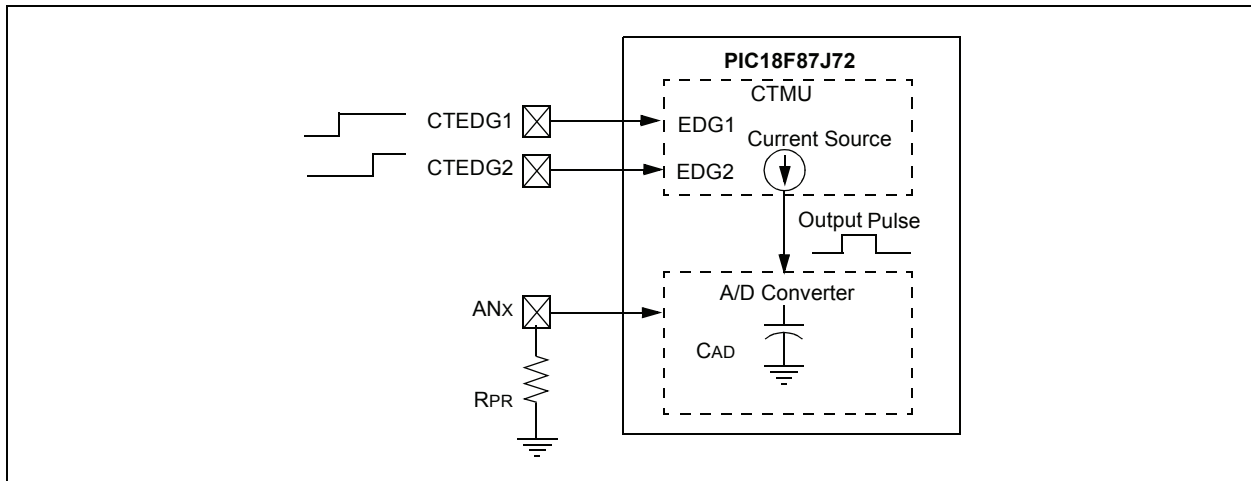 PIC18F87J72
CTMU
CTEDG1
EDG1
Current Source
CTEDG2
EDG2
Output Pulse
A/D Converter
ANX
CAD
RPR